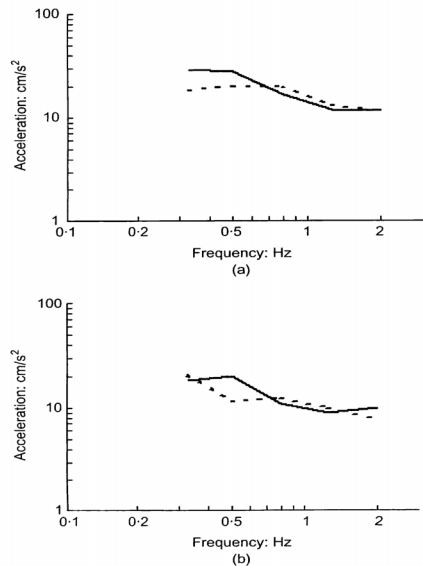 100
10
1
Acceleration: cm/s²
0·1 0·2 0·5 1 2
Frequency: Hz
(a)
100
10
1
Acceleration: cm/s²
0·1 0·2 0·5 1 2
Frequency: Hz
(b)